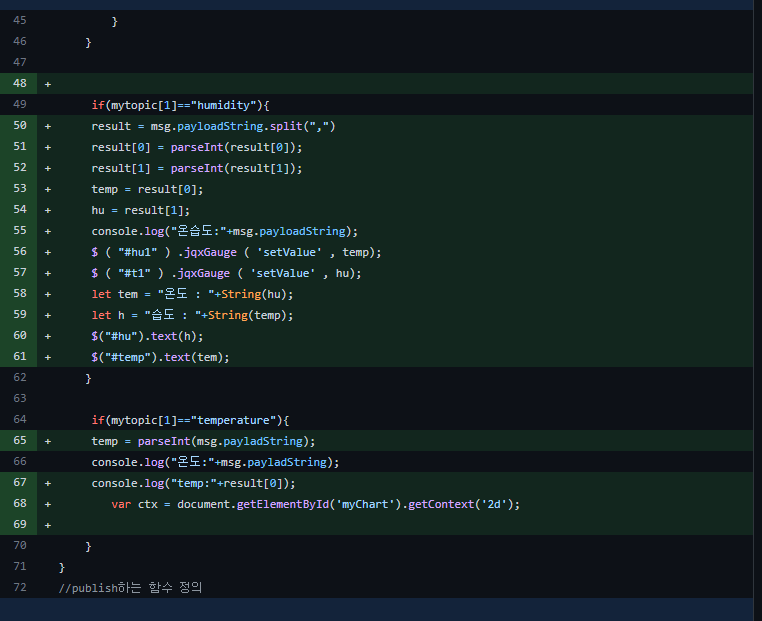 45 }
46 }
47
48 +
49 if(mytopic[1]=="humidity"){
50 + result = msg.payloadString.split(",")
51 + result[0] = parseInt(result[0]);
52 + result[1] = parseInt(result[1]);
53 + temp = result[0];
54 + hu = result[1];
55 + console.log("온습도:"+msg.payloadString);
56 + $ ( "#hu1" ) .jqxGauge ( 'setValue' , temp);
57 + $ ( "#t1" ) .jqxGauge ( 'setValue' , hu);
58 + let tem = "온도 : "+String(hu);
59 + let h = "습도 : "+String(temp);
60 + $("#hu").text(h);
61 + $("#temp").text(tem);
62 }
63
64 if(mytopic[1]=="temperature"){
65 + temp = parseInt(msg.payladString);
66 console.log("온도:"+msg.payladString);
67 + console.log("temp:"+result[0]);
68 + var ctx = document.getElementById('myChart').getContext('2d');
69 +
70 }
71 }
72 //publish하는 함수 정의